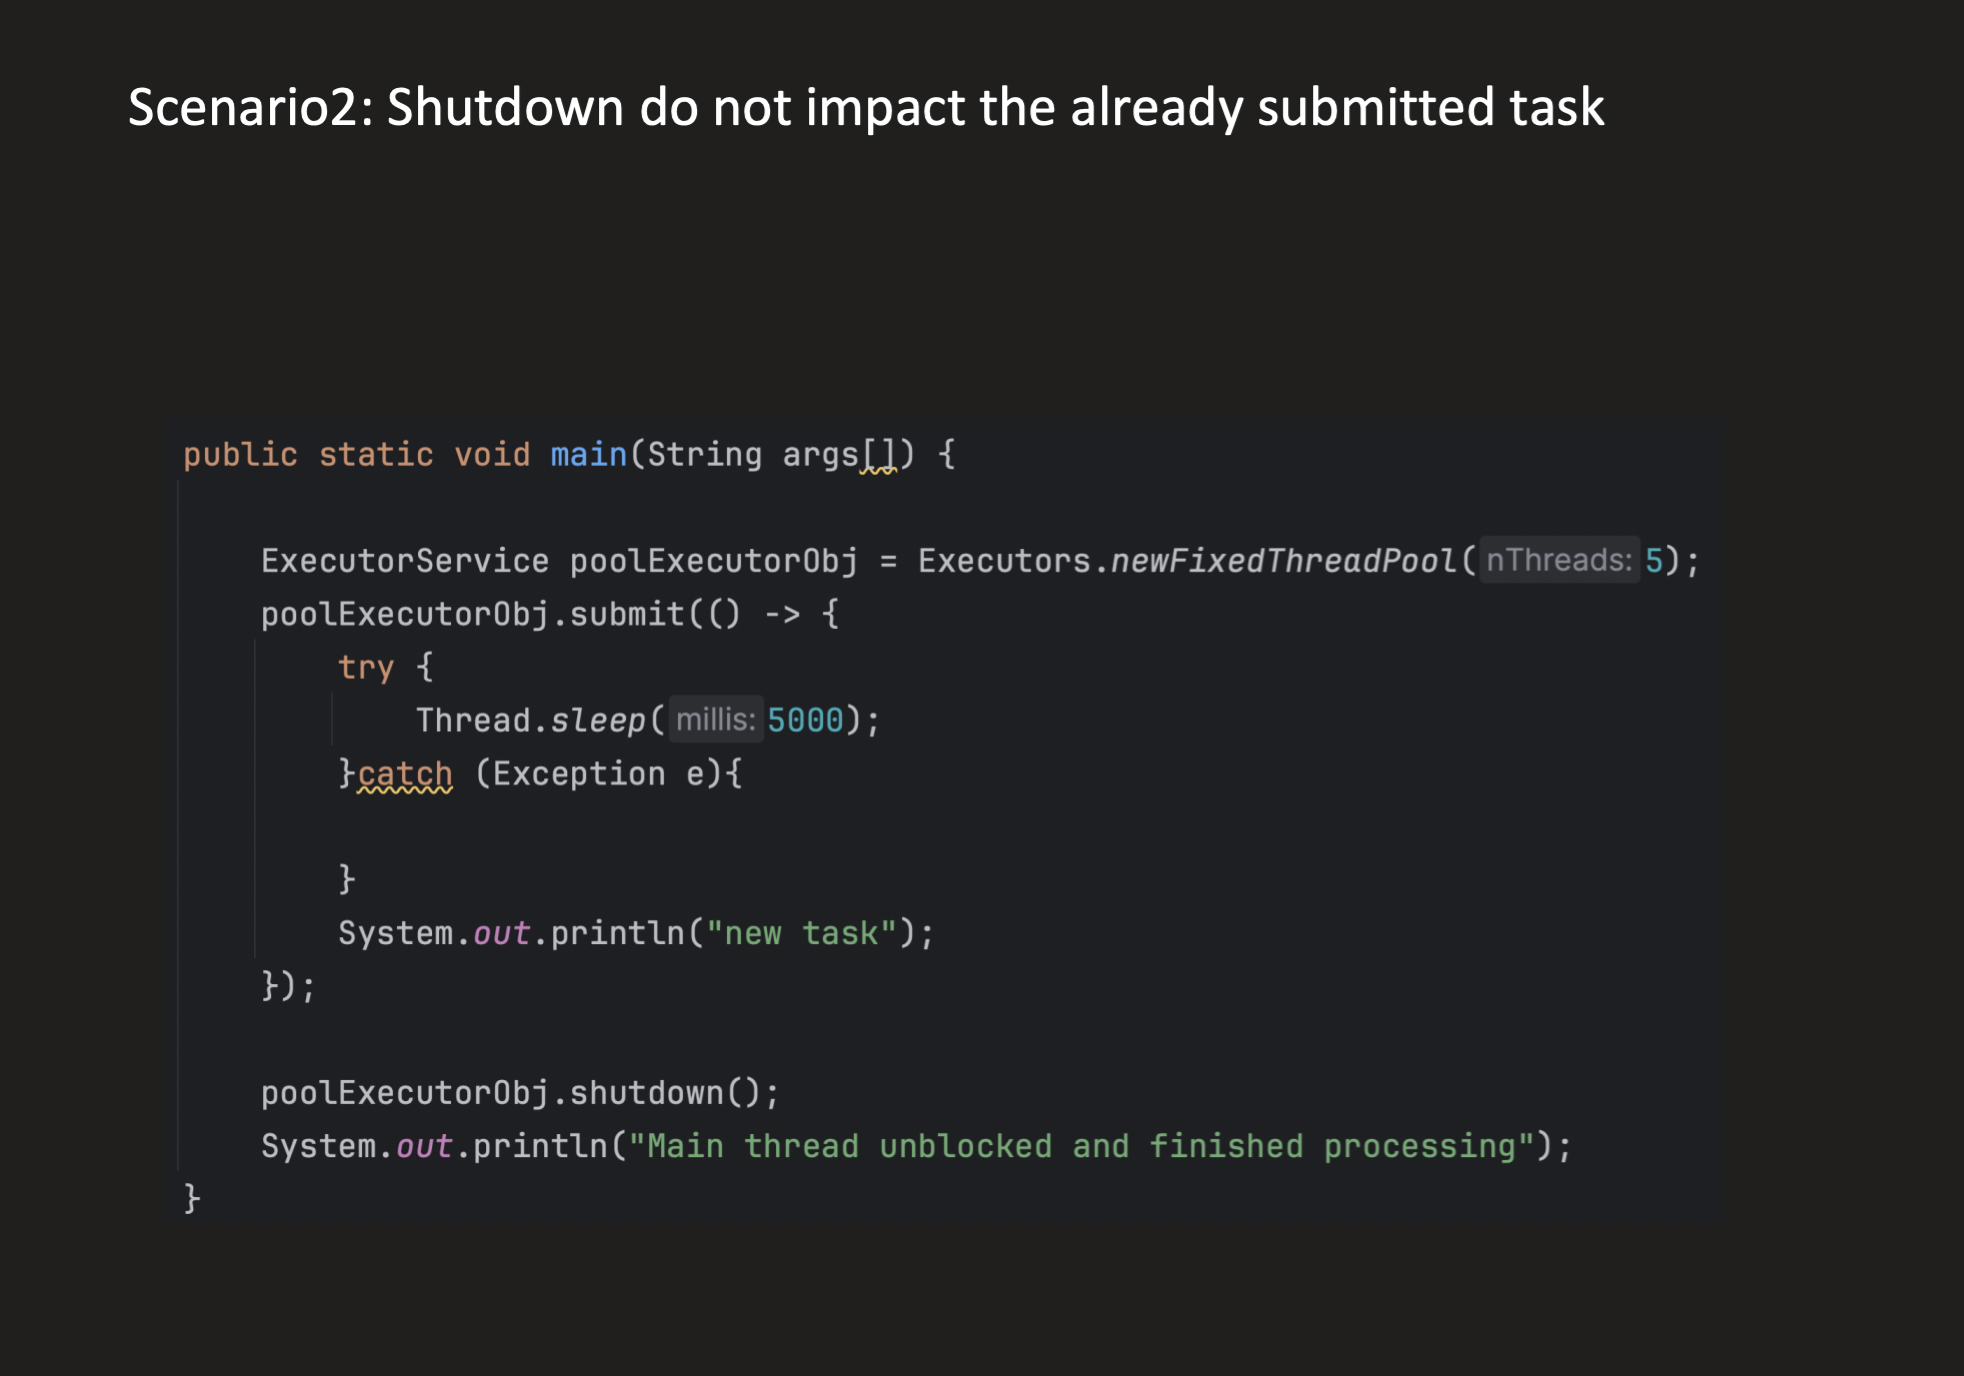 Scenario2: Shutdown do not impact the already submitted task
public static void main(String args[]) {
ExecutorService poolExecutorObj = Executors.newFixedThreadPool( nThreads: 5);
poolExecutorObj.submit(() -> {
try {
Thread.sleep( millis: 5000);
}catch (Exception e){
}
System.out.println("new task");
});
poolExecutorObj.shutdown();
System.out.println("Main thread unblocked and finished processing");
}